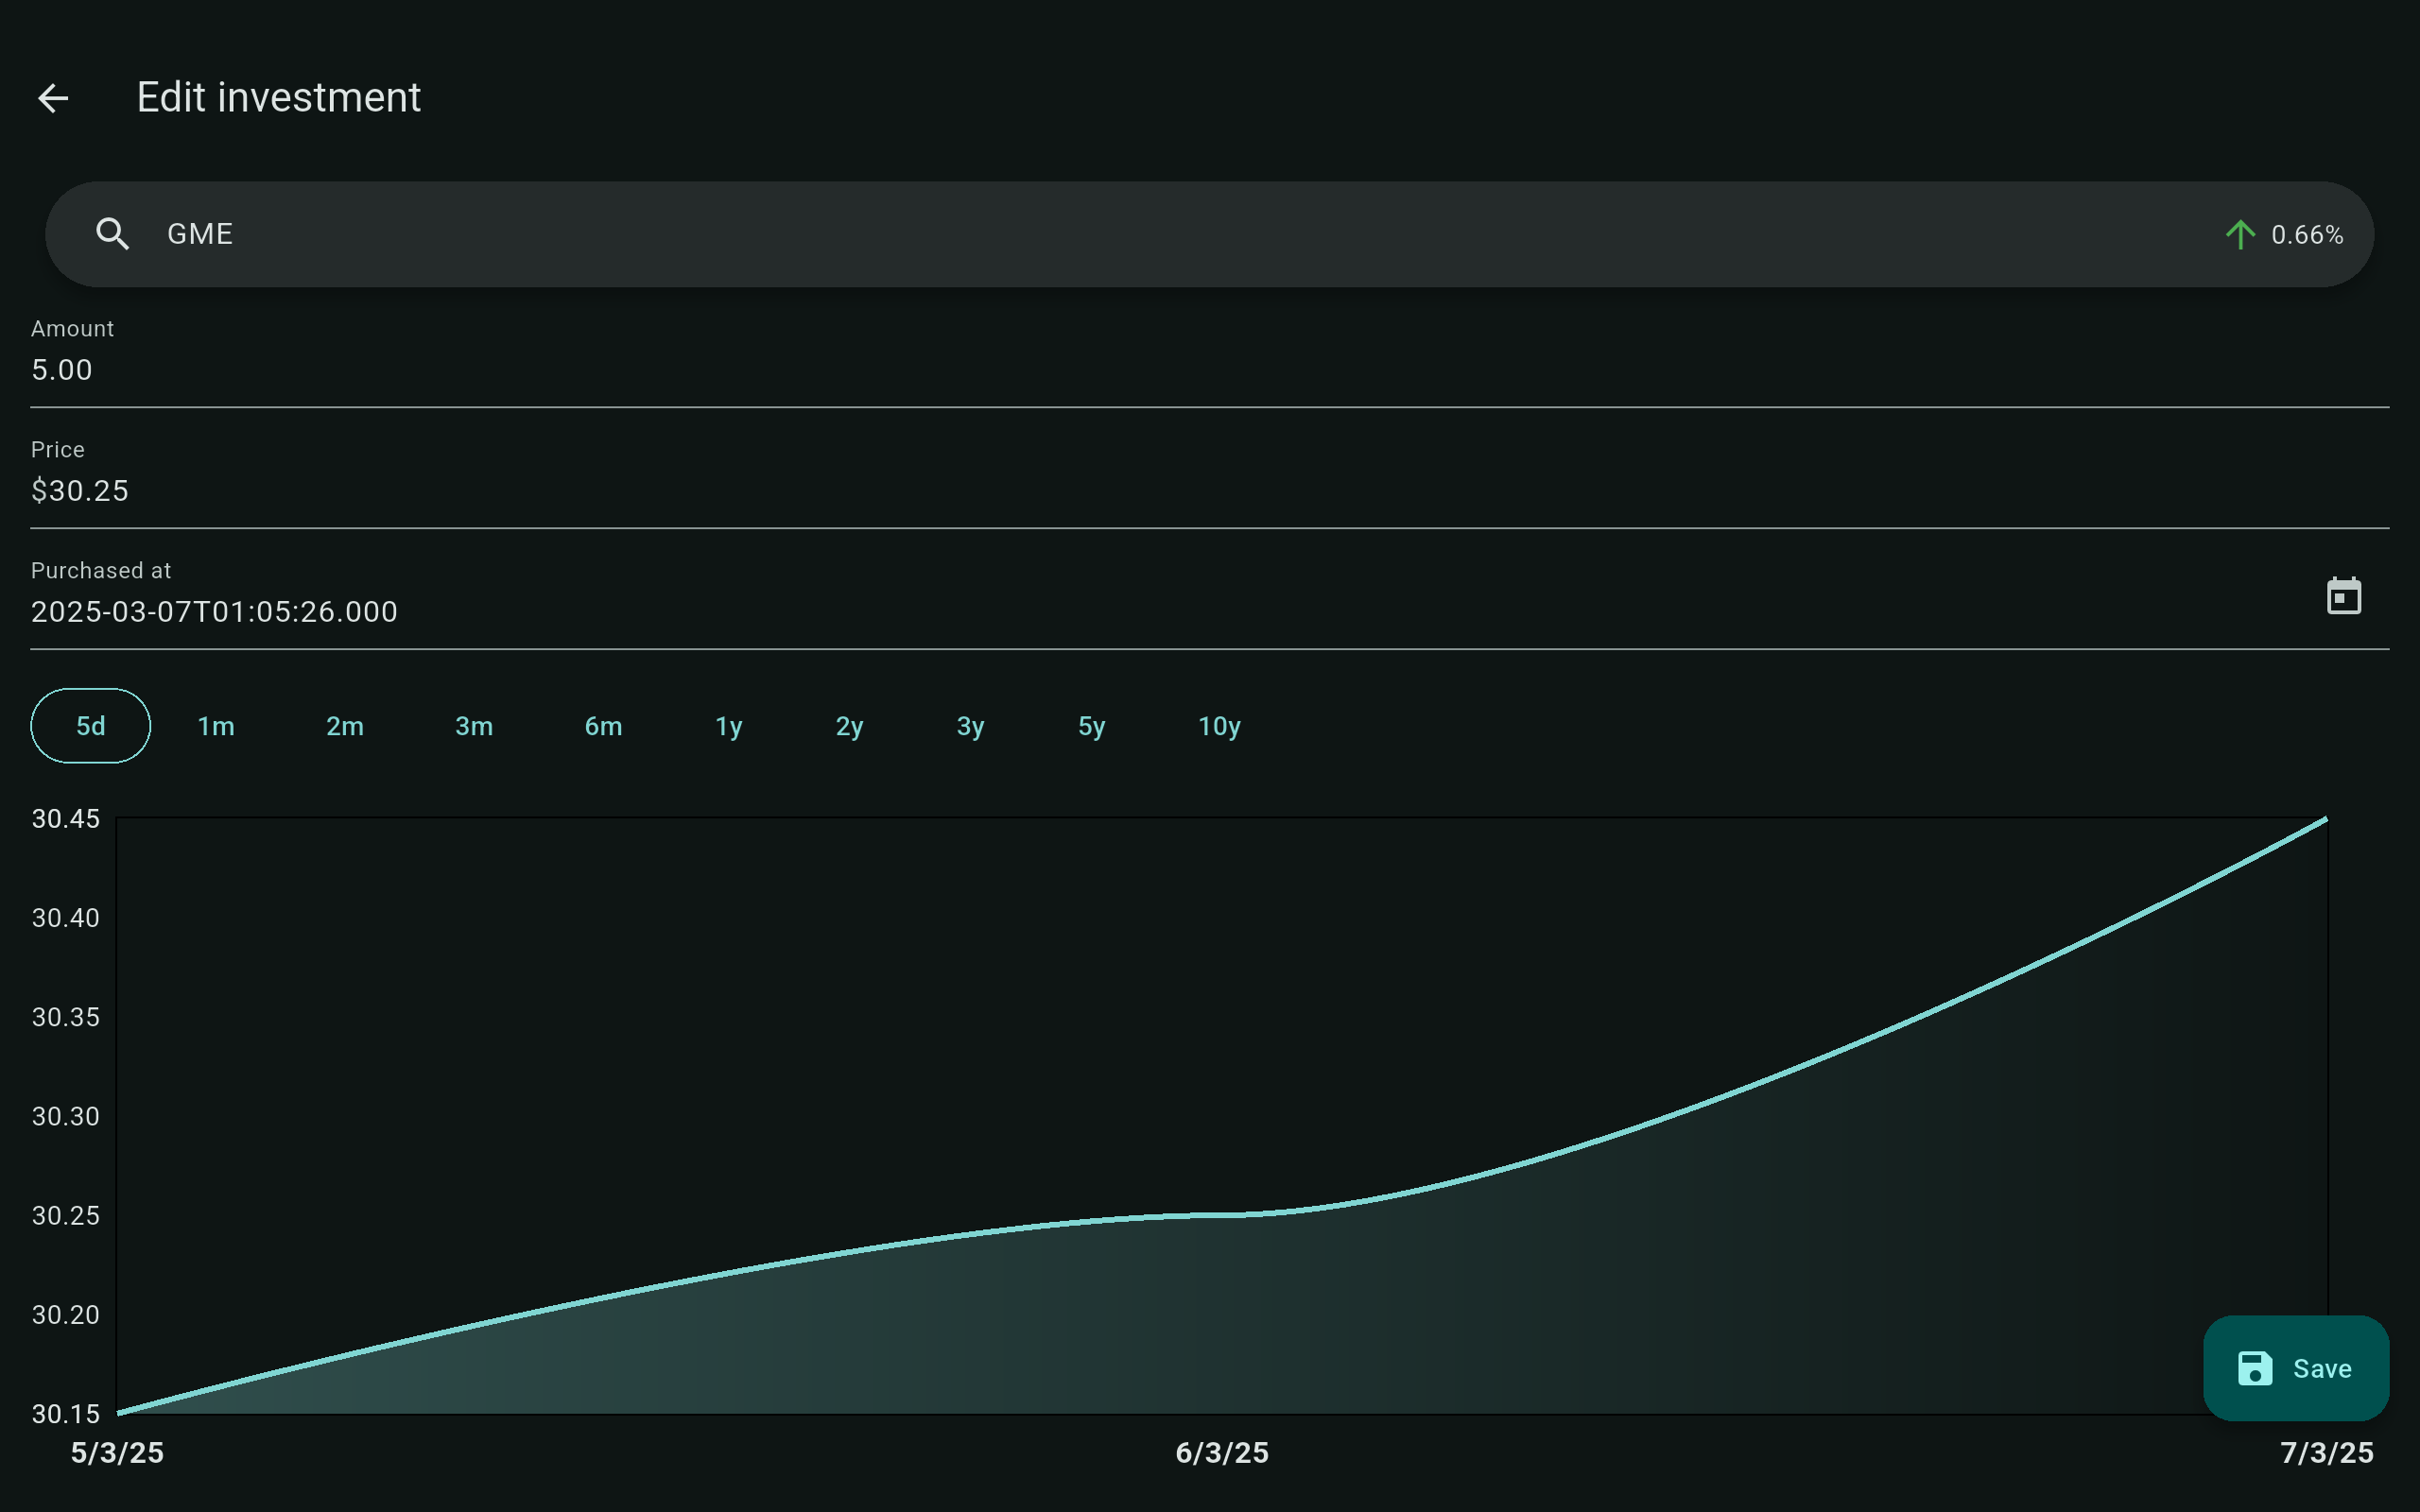 Edit investment
GME
0.66%
Amount
5.00
Price
$30.25
Purchased at
2025-03-07T01:05:26.000
5d 1m 2m 3m 6m 1y 2y 3y 5y 10y
30.45
30.40
30.35
30.30
30.25
30.20
30.15
Save
5/3/25 6/3/25 7/3/25